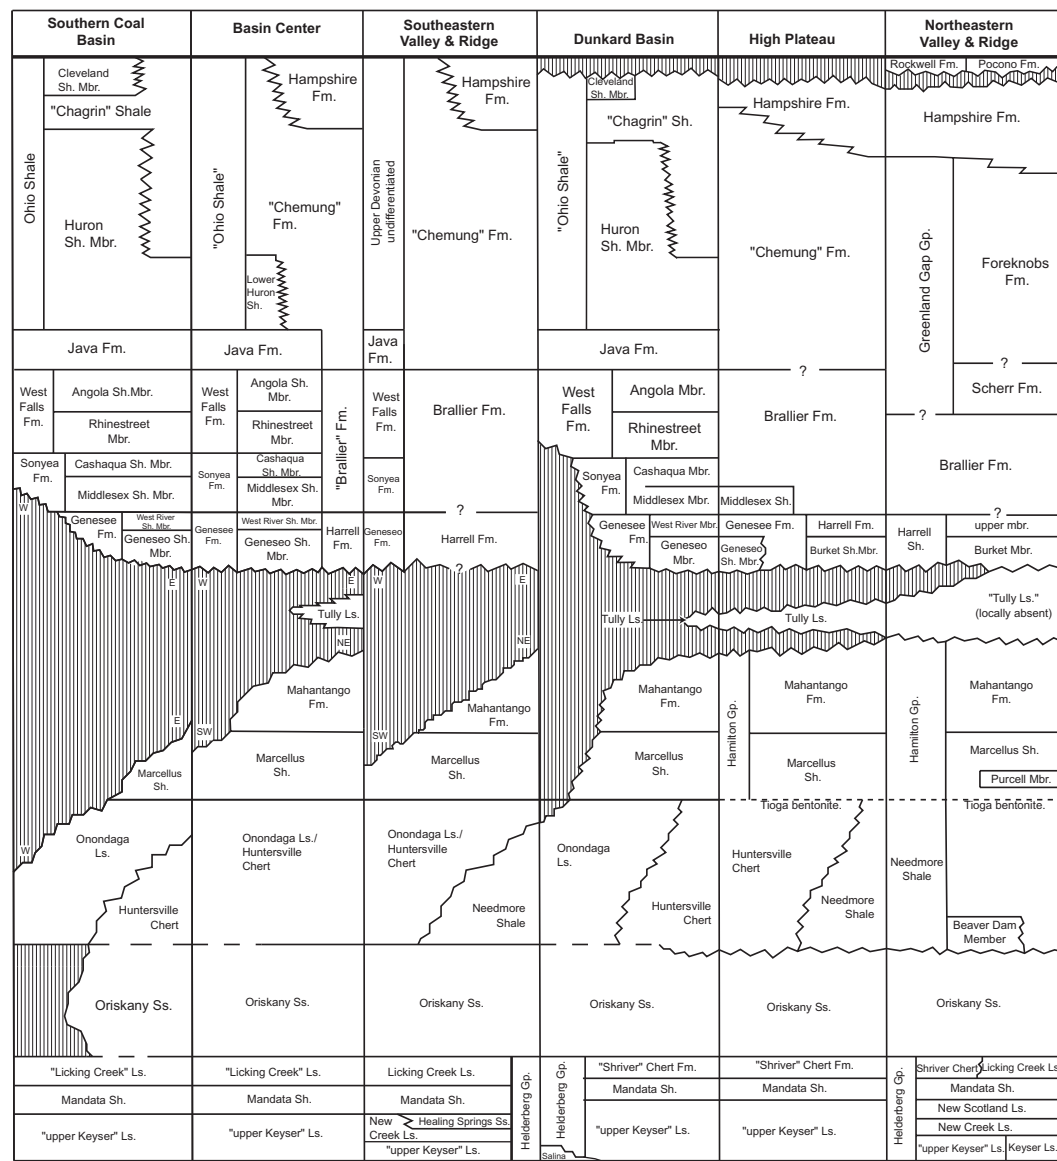 Southern Coal
Basin
Basin Center
Southeastern
Valley & Ridge
Dunkard Basin
High Plateau
Northeastern
Valley & Ridge
Ohio Shale
Cleveland
Sh. Mbr.
"Chagrin" Shale
Huron
Sh. Mbr.
Java Fm.
West
Falls
Fm.
Angola Sh.Mbr.
Rhinestreet
Mbr.
Sonyea
Fm.
Cashaqua Sh. Mbr.
Middlesex Sh. Mbr.
W
Genesee
Fm.
West River
Sh. Mbr.
Geneseo Sh.
Mbr.
E
E
Marcellus
Sh.
W
Onondaga
Ls.
Huntersville
Chert
Oriskany Ss.
"Licking Creek" Ls.
Mandata Sh.
"upper Keyser" Ls.
"Ohio Shale"
Hampshire
Fm.
"Chemung"
Fm.
Lower
Huron
Sh.
Java Fm.
West
Falls
Fm.
Angola Sh.
Mbr.
Rhinestreet
Mbr.
"Brallier" Fm.
Sonyea
Fm.
Cashaqua
Sh. Mbr.
Middlesex Sh.
Mbr.
Genesee
Fm.
West River Sh. Mbr.
Geneseo Sh.
Mbr.
Harrell
Fm.
W
E
Tully Ls.
NE
Mahantango
Fm.
SW
Marcellus
Sh.
Onondaga Ls./
Huntersville
Chert
Oriskany Ss.
"Licking Creek" Ls.
Mandata Sh.
"upper Keyser" Ls.
Upper Devonian
undifferentiated
Hampshire
Fm.
"Chemung" Fm.
Java
Fm.
West
Falls
Fm.
Brallier Fm.
Sonyea
Fm.
?
Geneseo
Fm.
Harrell Fm.
?
W
E
NE
Mahantango
Fm.
SW
Marcellus
Sh.
Onondaga Ls./
Huntersville
Chert
Needmore
Shale
Oriskany Ss.
Licking Creek Ls.
Mandata Sh.
New
Creek Ls.
Healing Springs Ss.
"upper Keyser" Ls.
Helderberg Gp.
"Ohio Shale"
Cleveland
Sh. Mbr.
"Chagrin" Sh.
Huron
Sh. Mbr.
Java Fm.
West
Falls
Fm.
Angola Mbr.
Rhinestreet
Mbr.
Sonyea
Fm.
Cashaqua Mbr.
Middlesex Mbr.
Genesee
Fm.
West River Mbr.
Geneseo
Mbr.
Tully Ls.
Mahantango
Fm.
Marcellus
Sh.
Onondaga
Ls.
Huntersville
Chert
Oriskany Ss.
Helderberg Gp.
"Shriver" Chert Fm.
Mandata Sh.
"upper Keyser" Ls.
Salina
Hampshire Fm.
"Chemung" Fm.
?
Brallier Fm.
Middlesex Sh.
Genesee Fm.
Geneseo
Sh. Mbr.
Harrell Fm.
Burket Sh.Mbr.
Tully Ls.
Hamilton Gp.
Mahantango
Fm.
Marcellus
Sh.
Tioga bentonite.
Huntersville
Chert
Needmore
Shale
Oriskany Ss.
"Shriver" Chert Fm.
Mandata Sh.
"upper Keyser" Ls.
Rockwell Fm.
Pocono Fm.
Hampshire Fm.
Greenland Gap Gp.
Foreknobs
Fm.
?
Scherr Fm.
?
Brallier Fm.
?
Harrell
Sh.
upper mbr.
Burket Mbr.
"Tully Ls."
(locally absent)
Hamilton Gp.
Mahantango
Fm.
Marcellus Sh.
Purcell Mbr.
Tioga bentonite.
Needmore
Shale
Beaver Dam
Member
Oriskany Ss.
Helderberg Gp.
Shriver Chert
Licking Creek Ls
Mandata Sh.
New Scotland Ls.
New Creek Ls.
"upper Keyser" Ls.
Keyser Ls.